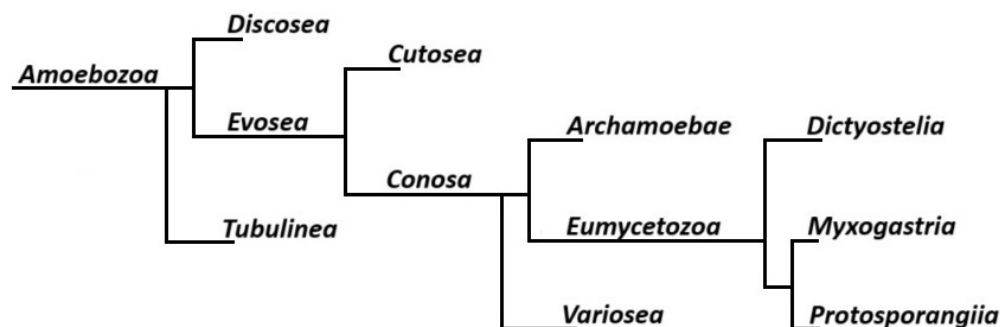 Discosea
Cutosea
Amoebozoa
Evosea
Archamoebae
Dictyostelia
Conosa
Tubulinea
Eumycetozoa
Myxogastria
Variosea
Protosporangiia